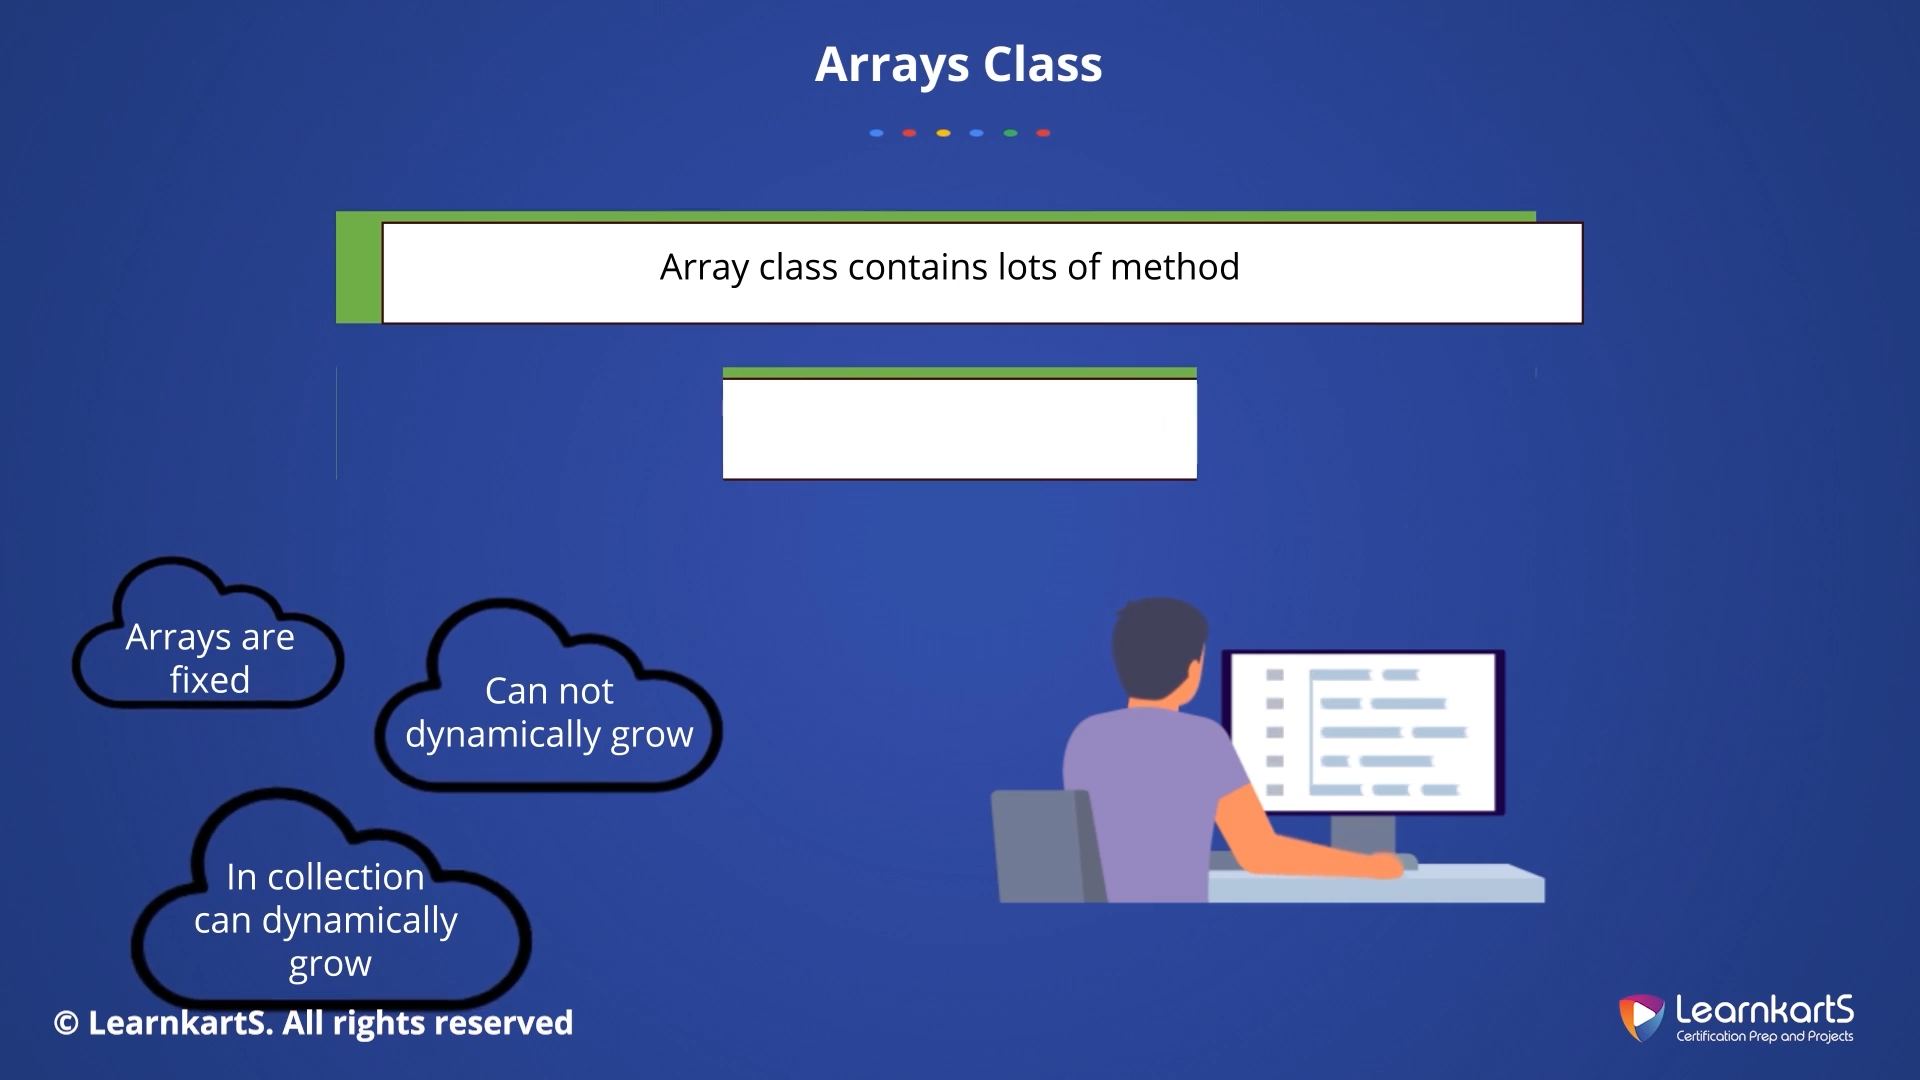 Arrays Class
Array class contains lots of method
Arrays are
fixed
Can not
dynamically grow
In collection
can dynamically
grow
© LearnkartS. All rights reserved
LearnkartS
Certification Prep and Projects